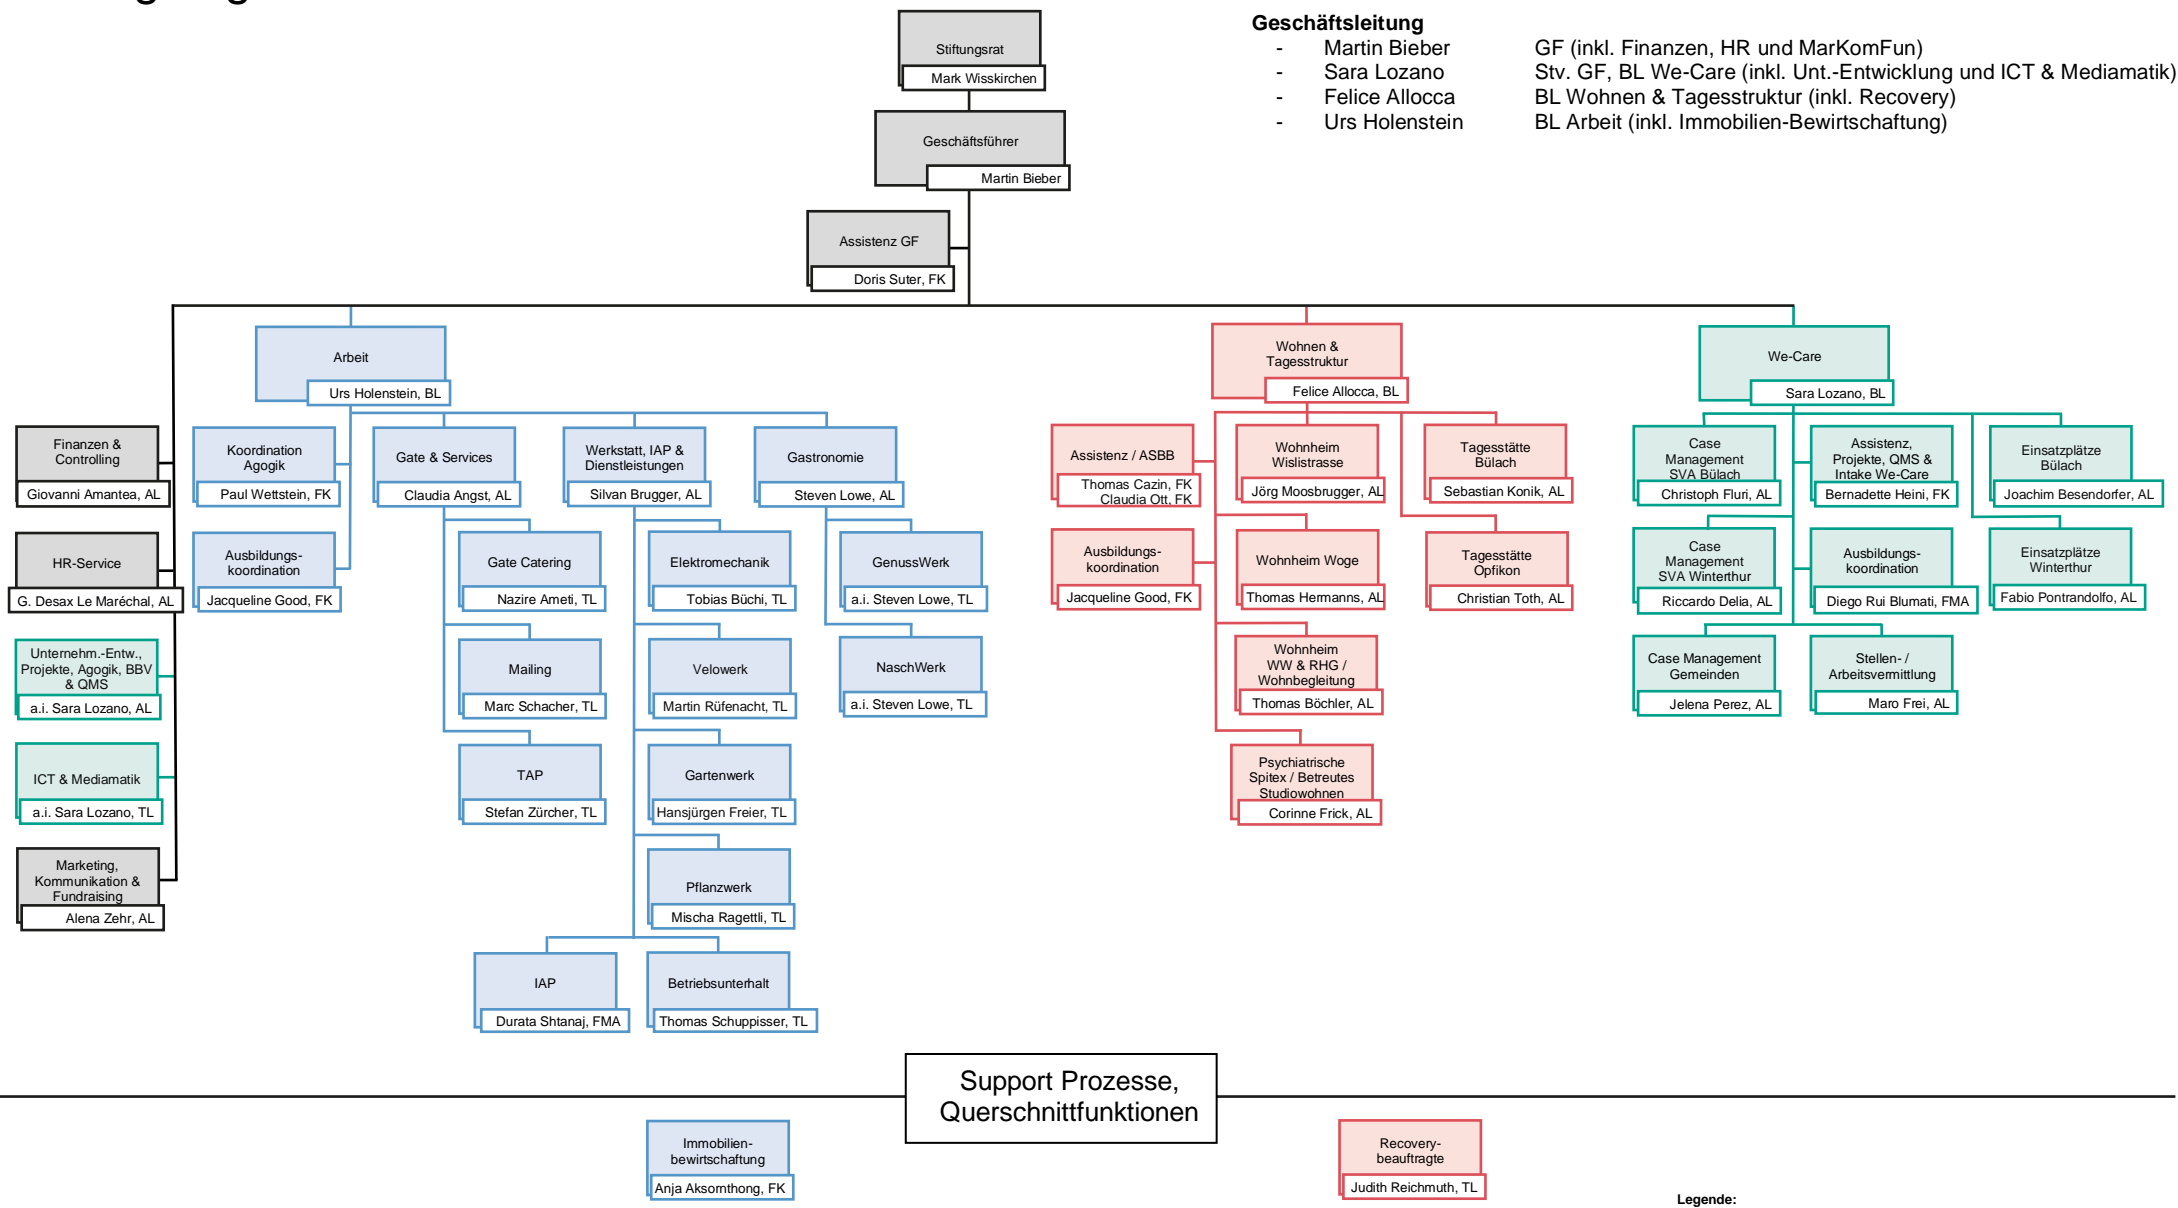 Geschäftsleitung
- Martin Bieber GF (inkl. Finanzen, HR und MarKomFun)
- Sara Lozano Stv. GF, BL We-Care (inkl. Unt.-Entwicklung und ICT & Mediamatik)
- Felice Allocca BL Wohnen & Tagesstruktur (inkl. Recovery)
- Urs Holenstein BL Arbeit (inkl. Immobilien-Bewirtschaftung)
Stiftungsrat
Mark Wisskirchen
Geschäftsführer
Martin Bieber
Assistenz GF
Doris Suter, FK
Finanzen &
Controlling
Giovanni Amantea, AL
HR-Service
G. Desax Le Maréchal, AL
Unternehm.-Entw.,
Projekte, Agogik, BBV
& QMS
a.i. Sara Lozano, AL
ICT & Mediamatik
a.i. Sara Lozano, TL
Marketing,
Kommunikation &
Fundraising
Alena Zehr, AL
Arbeit
Urs Holenstein, BL
Koordination
Agogik
Paul Wettstein, FK
Ausbildungs-
koordination
Jacqueline Good, FK
Gate & Services
Claudia Angst, AL
Gate Catering
Nazire Ameti, TL
Mailing
Marc Schacher, TL
TAP
Stefan Zürcher, TL
Werkstatt, IAP &
Dienstleistungen
Silvan Brugger, AL
Elektromechanik
Tobias Büchi, TL
Velowerk
Martin Rüfenacht, TL
Gartenwerk
Hansjürgen Freier, TL
Pflanzwerk
Mischa Ragettli, TL
IAP
Durata Shtanaj, FMA
Betriebsunterhalt
Thomas Schuppisser, TL
Gastronomie
Steven Lowe, AL
GenussWerk
a.i. Steven Lowe, TL
NaschWerk
a.i. Steven Lowe, TL
Wohnen &
Tagesstruktur
Felice Allocca, BL
Assistenz / ASBB
Thomas Cazin, FK
Claudia Ott, FK
Ausbildungs-
koordination
Jacqueline Good, FK
Wohnheim
Wislistrasse
Jörg Moosbrugger, AL
Wohnheim Woge
Thomas Hermanns, AL
Wohnheim
WW & RHG /
Wohnbegleitung
Thomas Böchler, AL
Psychiatrische
Spitex / Betreutes
Studiowohnen
Corinne Frick, AL
Tagesstätte
Bülach
Sebastian Konik, AL
Tagesstätte
Opfikon
Christian Toth, AL
We-Care
Sara Lozano, BL
Case
Management
SVA Bülach
Christoph Fluri, AL
Case
Management
SVA Winterthur
Riccardo Delia, AL
Case Management
Gemeinden
Jelena Perez, AL
Assistenz,
Projekte, QMS &
Intake We-Care
Bernadette Heini, FK
Ausbildungs-
koordination
Diego Rui Blumati, FMA
Stellen- /
Arbeitsvermittlung
Maro Frei, AL
Einsatzplätze
Bülach
Joachim Besendorfer, AL
Einsatzplätze
Winterthur
Fabio Pontrandolfo, AL
Support Prozesse,
Querschnittfunktionen
Immobilien-
bewirtschaftung
Anja Aksornthong, FK
Recovery-
beauftragte
Judith Reichmuth, TL
Legende: